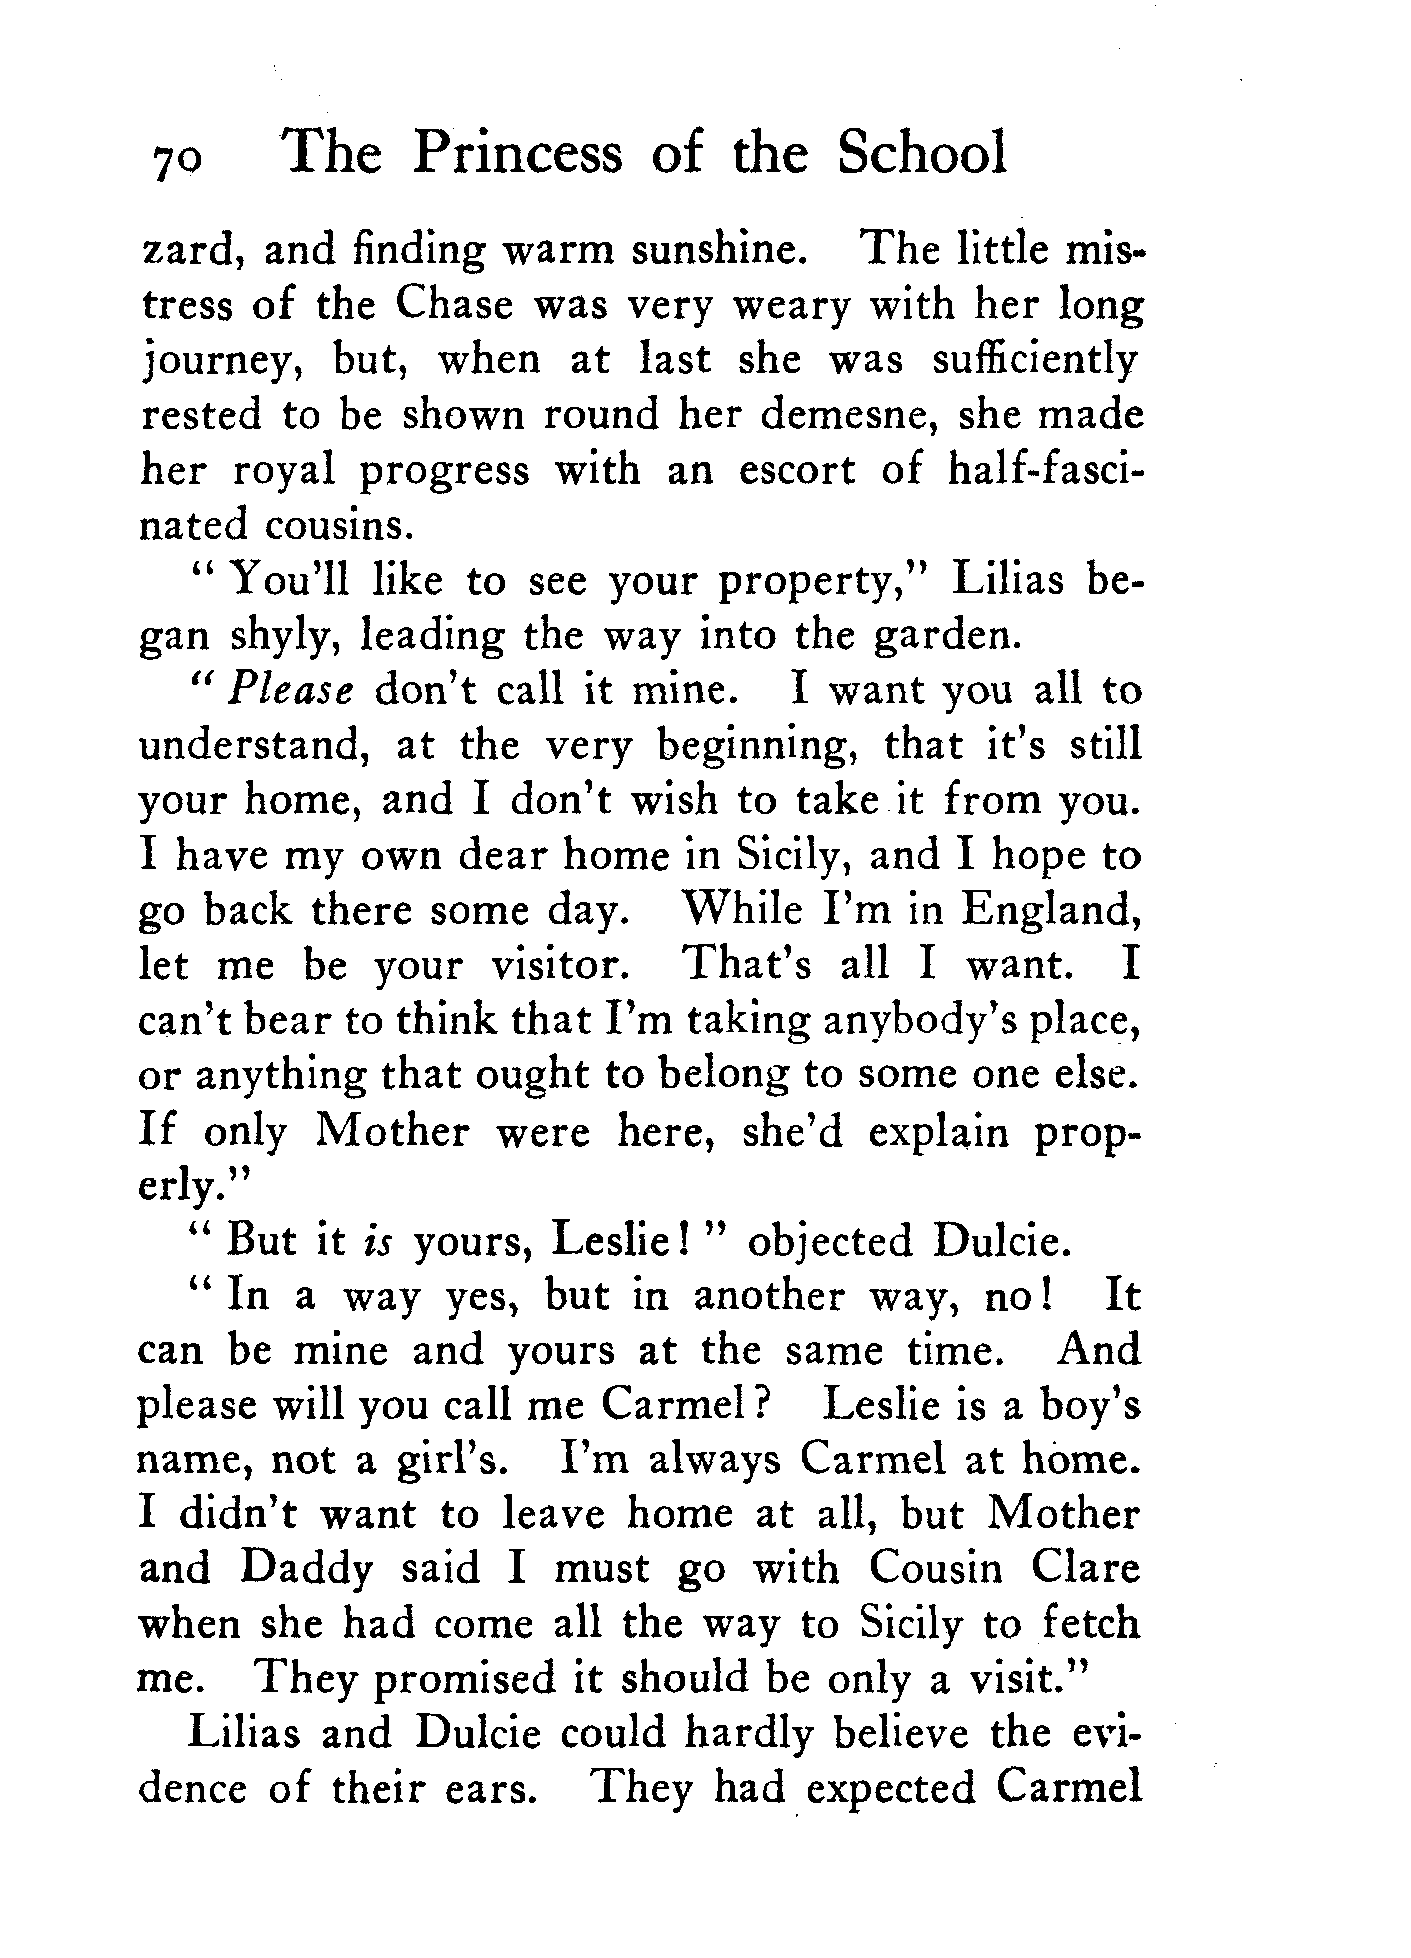 70 The Princess of the School
zard, and finding warm sunshine. The little mis-
tress of the Chase was very weary with her long
journey, but, when at last she was sufficiently
rested to be shown round her demesne, she made
her royal progress with an escort of half-fasci-
nated cousins.
" You'll like to see your property," Lilias be-
gan shyly, leading the way into the garden.
" Please don't call it mine. I want you all to
understand, at the very beginning, that it's still
your home, and I don't wish to take it from you.
I have my own dear home in Sicily, and I hope to
go back there some day. While I'm in England,
let me be your visitor. That's all I want. I
can't bear to think that I'm taking anybody's place,
or anything that ought to belong to some one else.
If only Mother were here, she'd explain prop-
erly."
" But it is yours, Leslie! " objected Dulcie.
" In a way yes, but in another way, no! It
can be mine and yours at the same time. And
please will you call me Carmel? Leslie is a boy's
name, not a girl's. I'm always Carmel at home.
I didn't want to leave home at all, but Mother
and Daddy said I must go with Cousin Clare
when she had come all the way to Sicily to fetch
me. They promised it should be only a visit."
Lilias and Dulcie could hardly believe the evi-
dence of their ears. They had expected Carmel